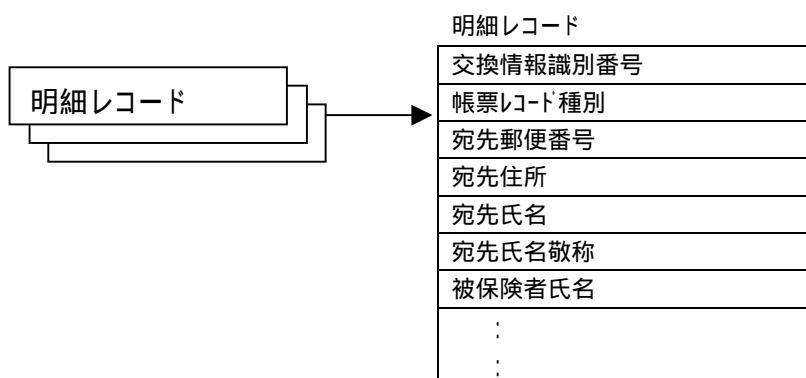 明細レコード
明細レコード
交換情報識別番号
帳票ﾚｺｰﾄﾞ種別
宛先郵便番号
宛先住所
宛先氏名
宛先氏名敬称
被保険者氏名
:
: